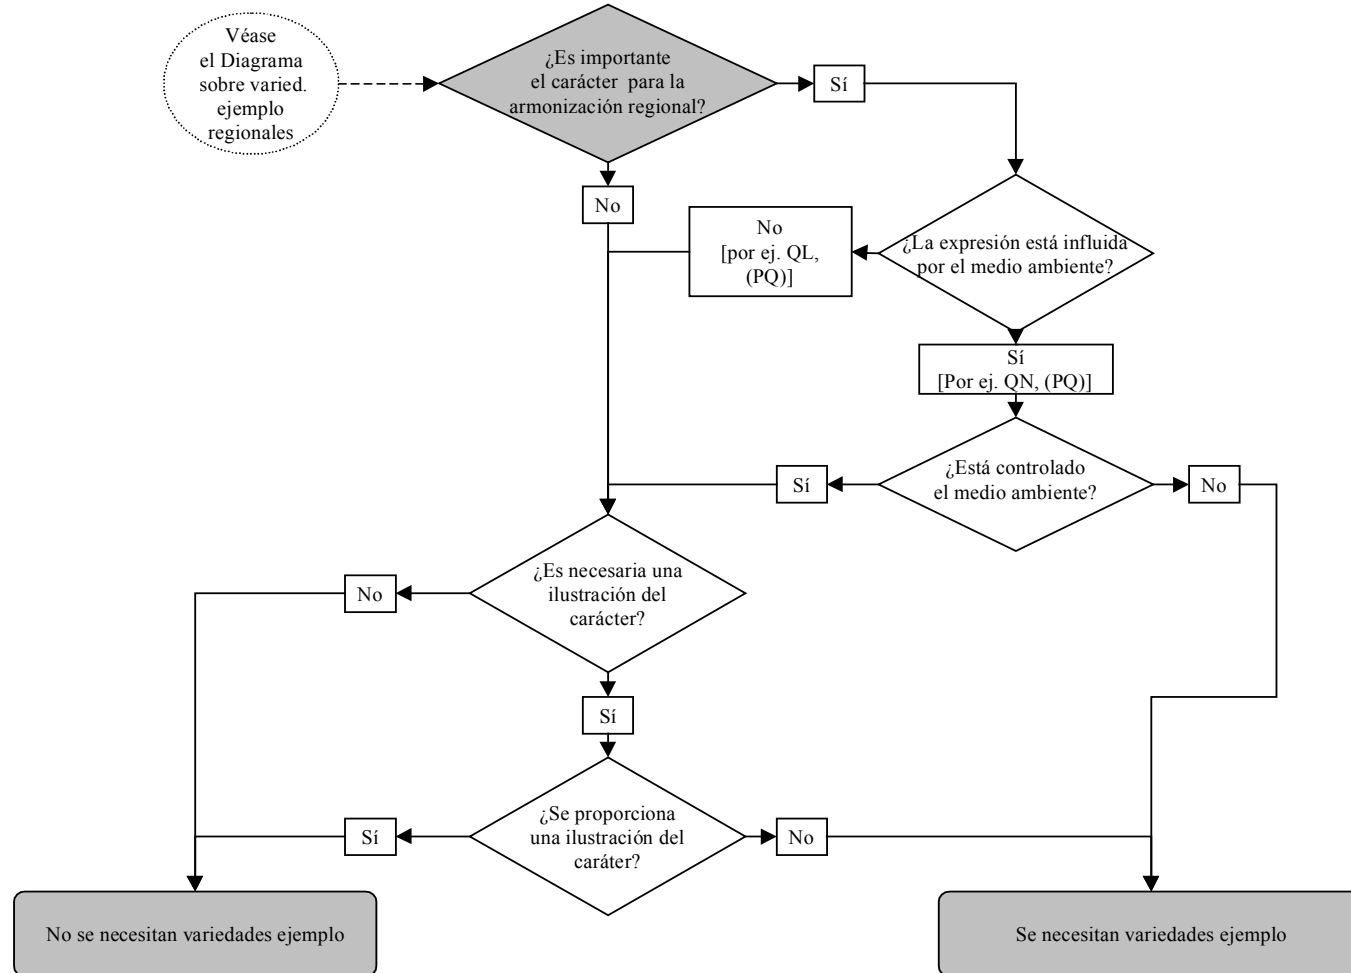 Véase
el Diagrama
sobre varied.
ejemplo
regionales
¿Es importante
el carácter para la
armonización regional?
Sí
No
No
[por ej. QL,
(PQ)]
¿La expresión está influida
por el medio ambiente?
Sí
[Por ej. QN, (PQ)]
¿Está controlado
el medio ambiente?
Sí
No
¿Es necesaria una
ilustración del
carácter?
No
Sí
¿Se proporciona
una ilustración del
caráter?
Sí
No
No se necesitan variedades ejemplo
Se necesitan variedades ejemplo